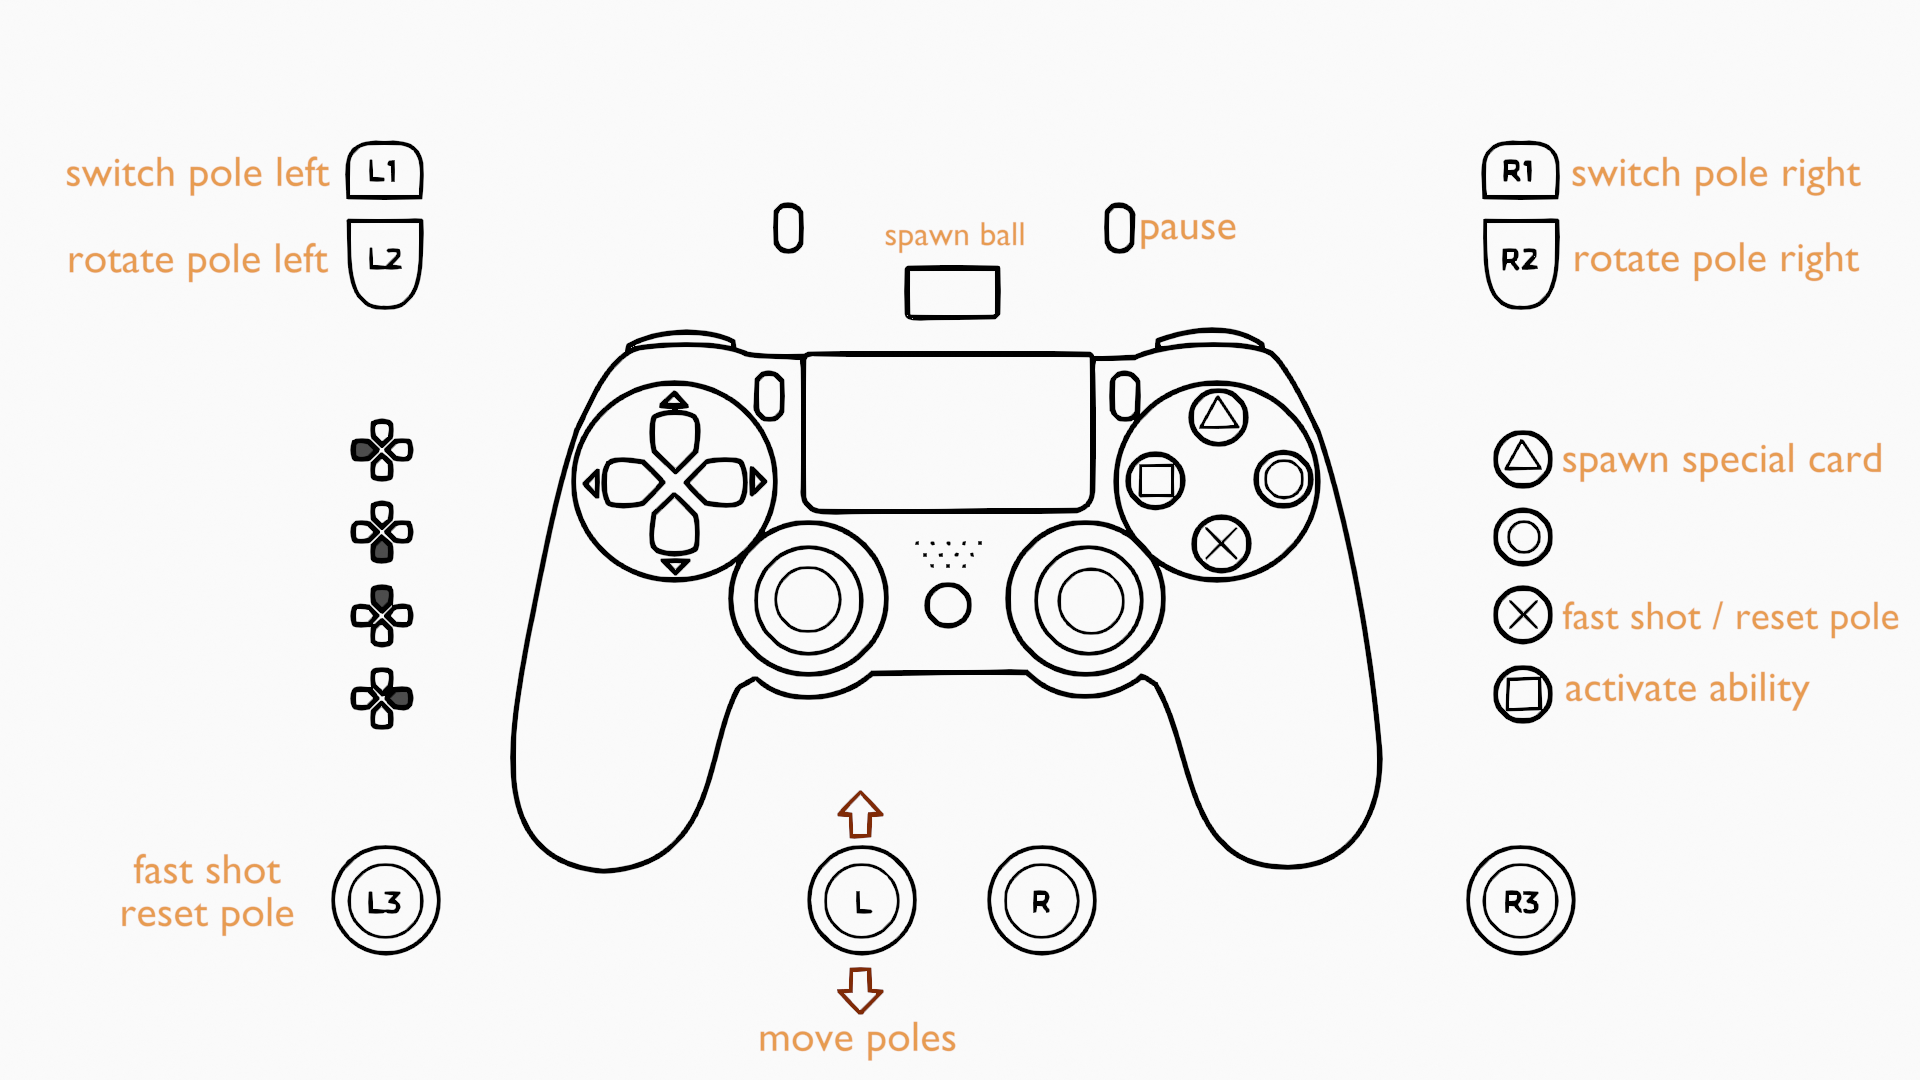 switch pole left L1
R1 switch pole right
spawn ball
pause
rotate pole left L2
R2 rotate pole right
spawn special card
fast shot / reset pole
activate ability
fast shot
reset pole
L3
L
R
R3
move poles